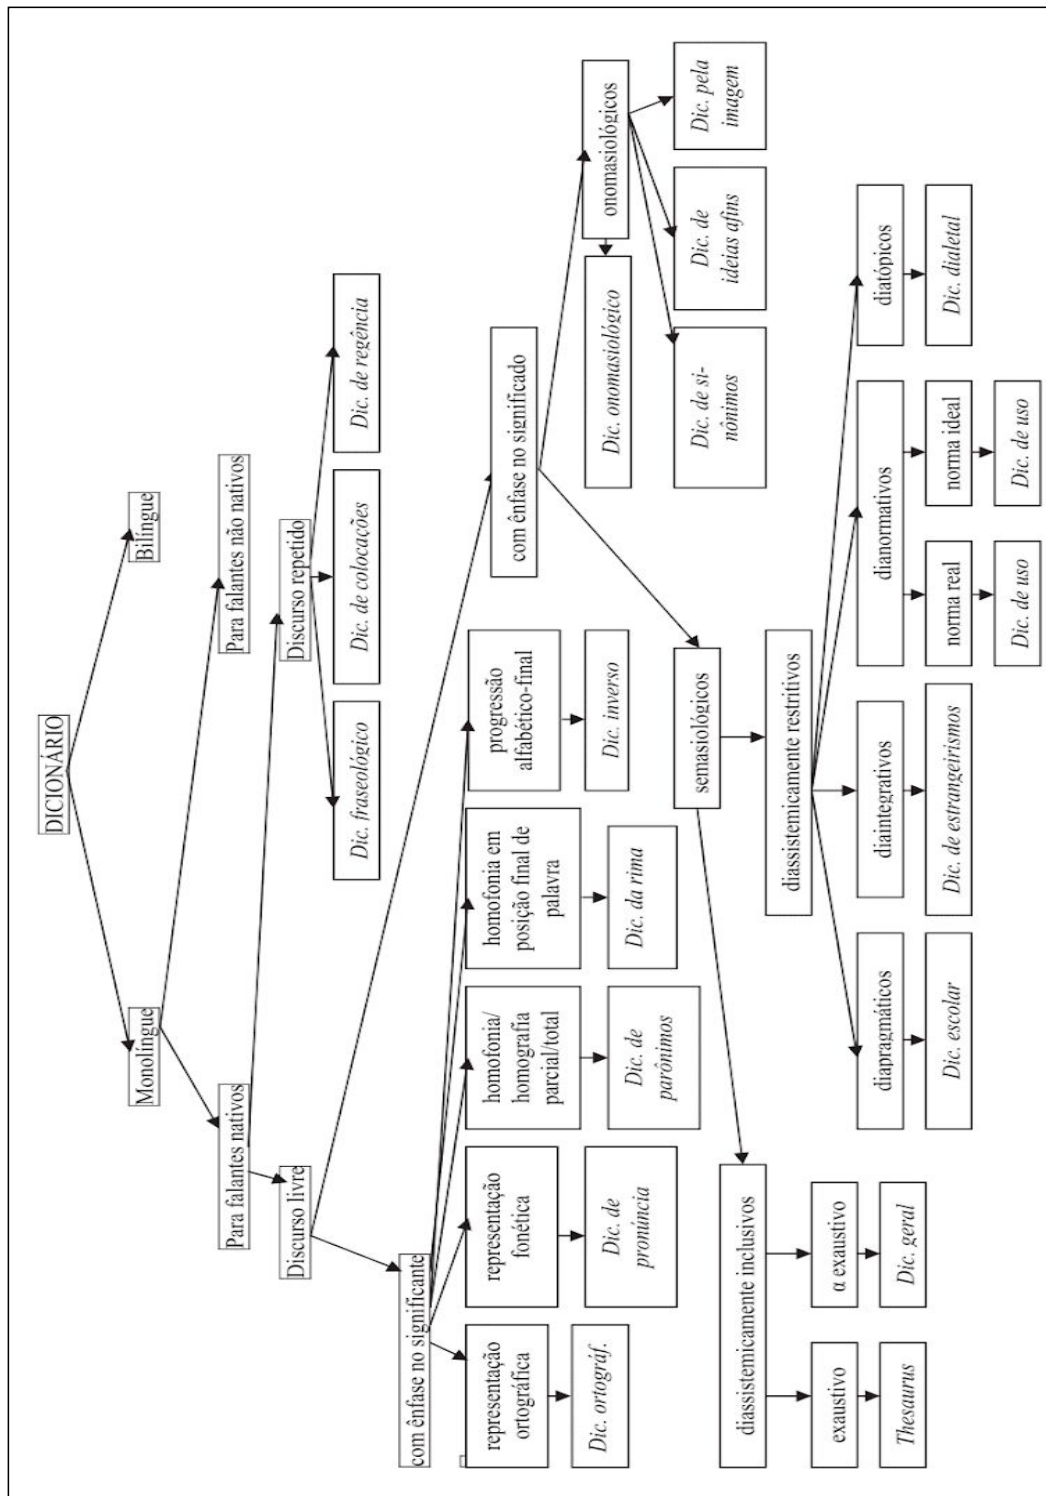 DICIONÁRIO
Monolíngue
Bilíngue
Para falantes nativos
Para falantes não nativos
Discurso livre
Discurso repetido
Dic. fraseológico
Dic. de colocações
Dic. de regência
com ênfase no significante
com ênfase no significado
representação
ortográfica
representação
fonética
homofonia/
homografia
parcial/total
homofonia em
posição final de
palavra
progressão
alfabético-final
Dic. ortográf.
Dic. de
pronúncia
Dic. de
parônimos
Dic. da rima
Dic. inverso
semasiológicos
onomasiológicos
Dic. onomasiológico
Dic. de si-
nônimos
Dic. de
ideias afins
Dic. pela
imagem
diassistemicamente inclusivos
diassistemicamente restritivos
exaustivo
α exaustivo
Thesaurus
Dic. geral
diapragmáticos
diaintegrativos
dianormativos
diatópicos
Dic. escolar
Dic. de estrangeirismos
norma real
norma ideal
Dic. dialetal
Dic. de uso
Dic. de uso